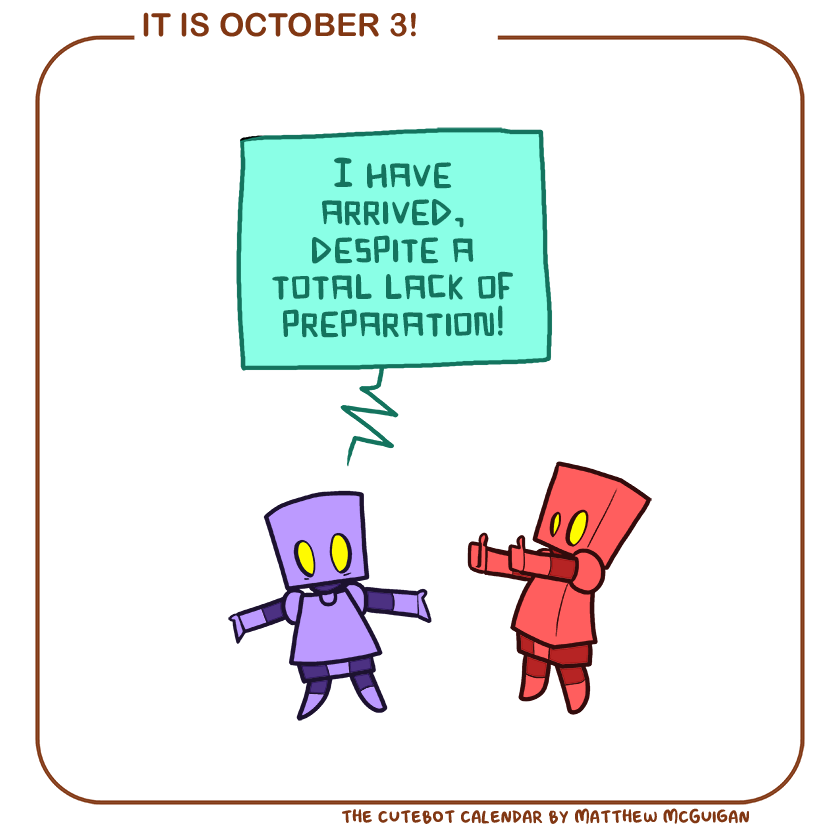 IT IS OCTOBER 3!
I HAVE
ARRIVED,
DESPITE A
TOTAL LACK OF
PREPARATION!
THE CUTEBOT CALENDAR BY MATTHEW MCGUIGAN